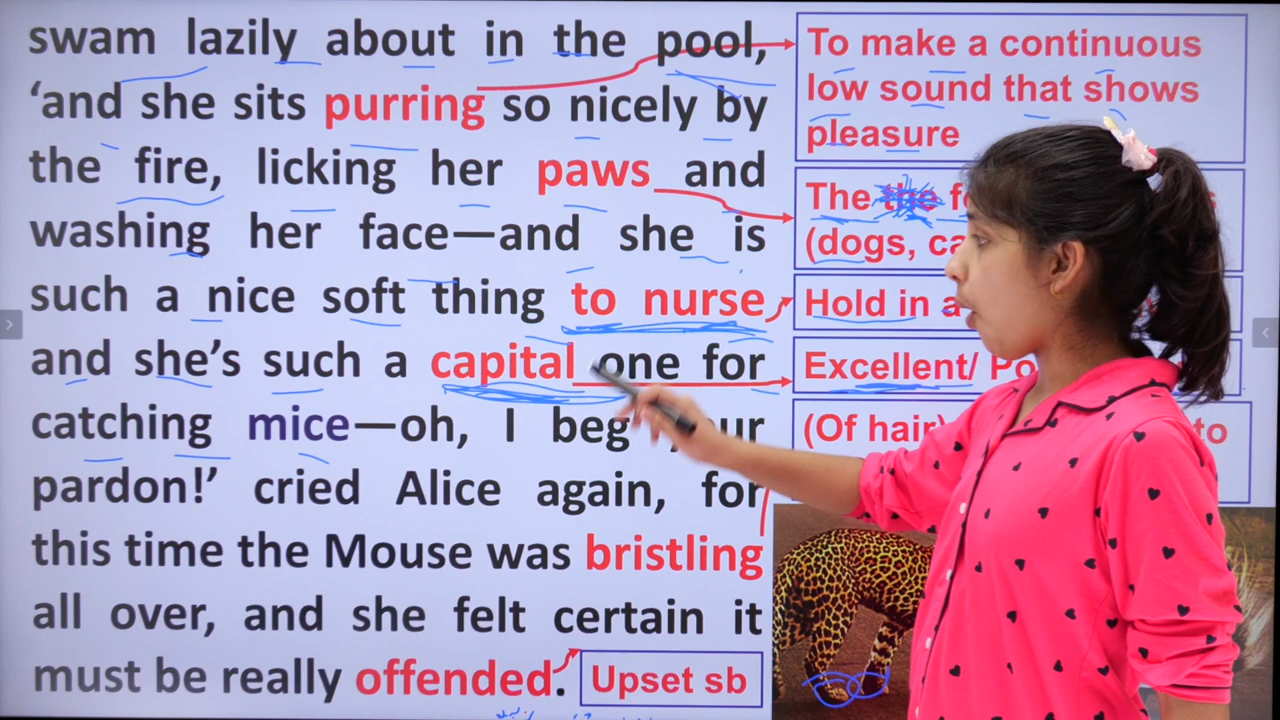 swam lazily about in the pool,
‘and she sits purring so nicely by
the fire, licking her paws and
washing her face—and she is
such a nice soft thing to nurse
and she’s such a capital one for
catching mice—oh, I beg your
pardon!’ cried Alice again, for
this time the Mouse was bristling
all over, and she felt certain it
must be really offended.
To make a continuous
low sound that shows
pleasure
The the
(dogs,
Hold in
Excellent/
(Of hair) to
Upset sb